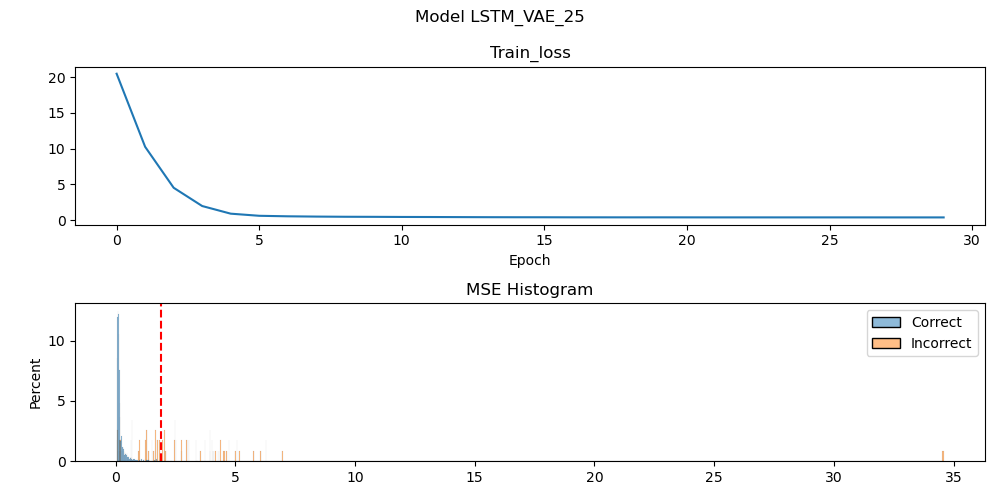 Model LSTM_VAE_25
Train_loss
20
15
10
5
0
0 5 10 15 20 25 30
Epoch
MSE Histogram
Correct
Incorrect
Percent
10
5
0
0 5 10 15 20 25 30 35